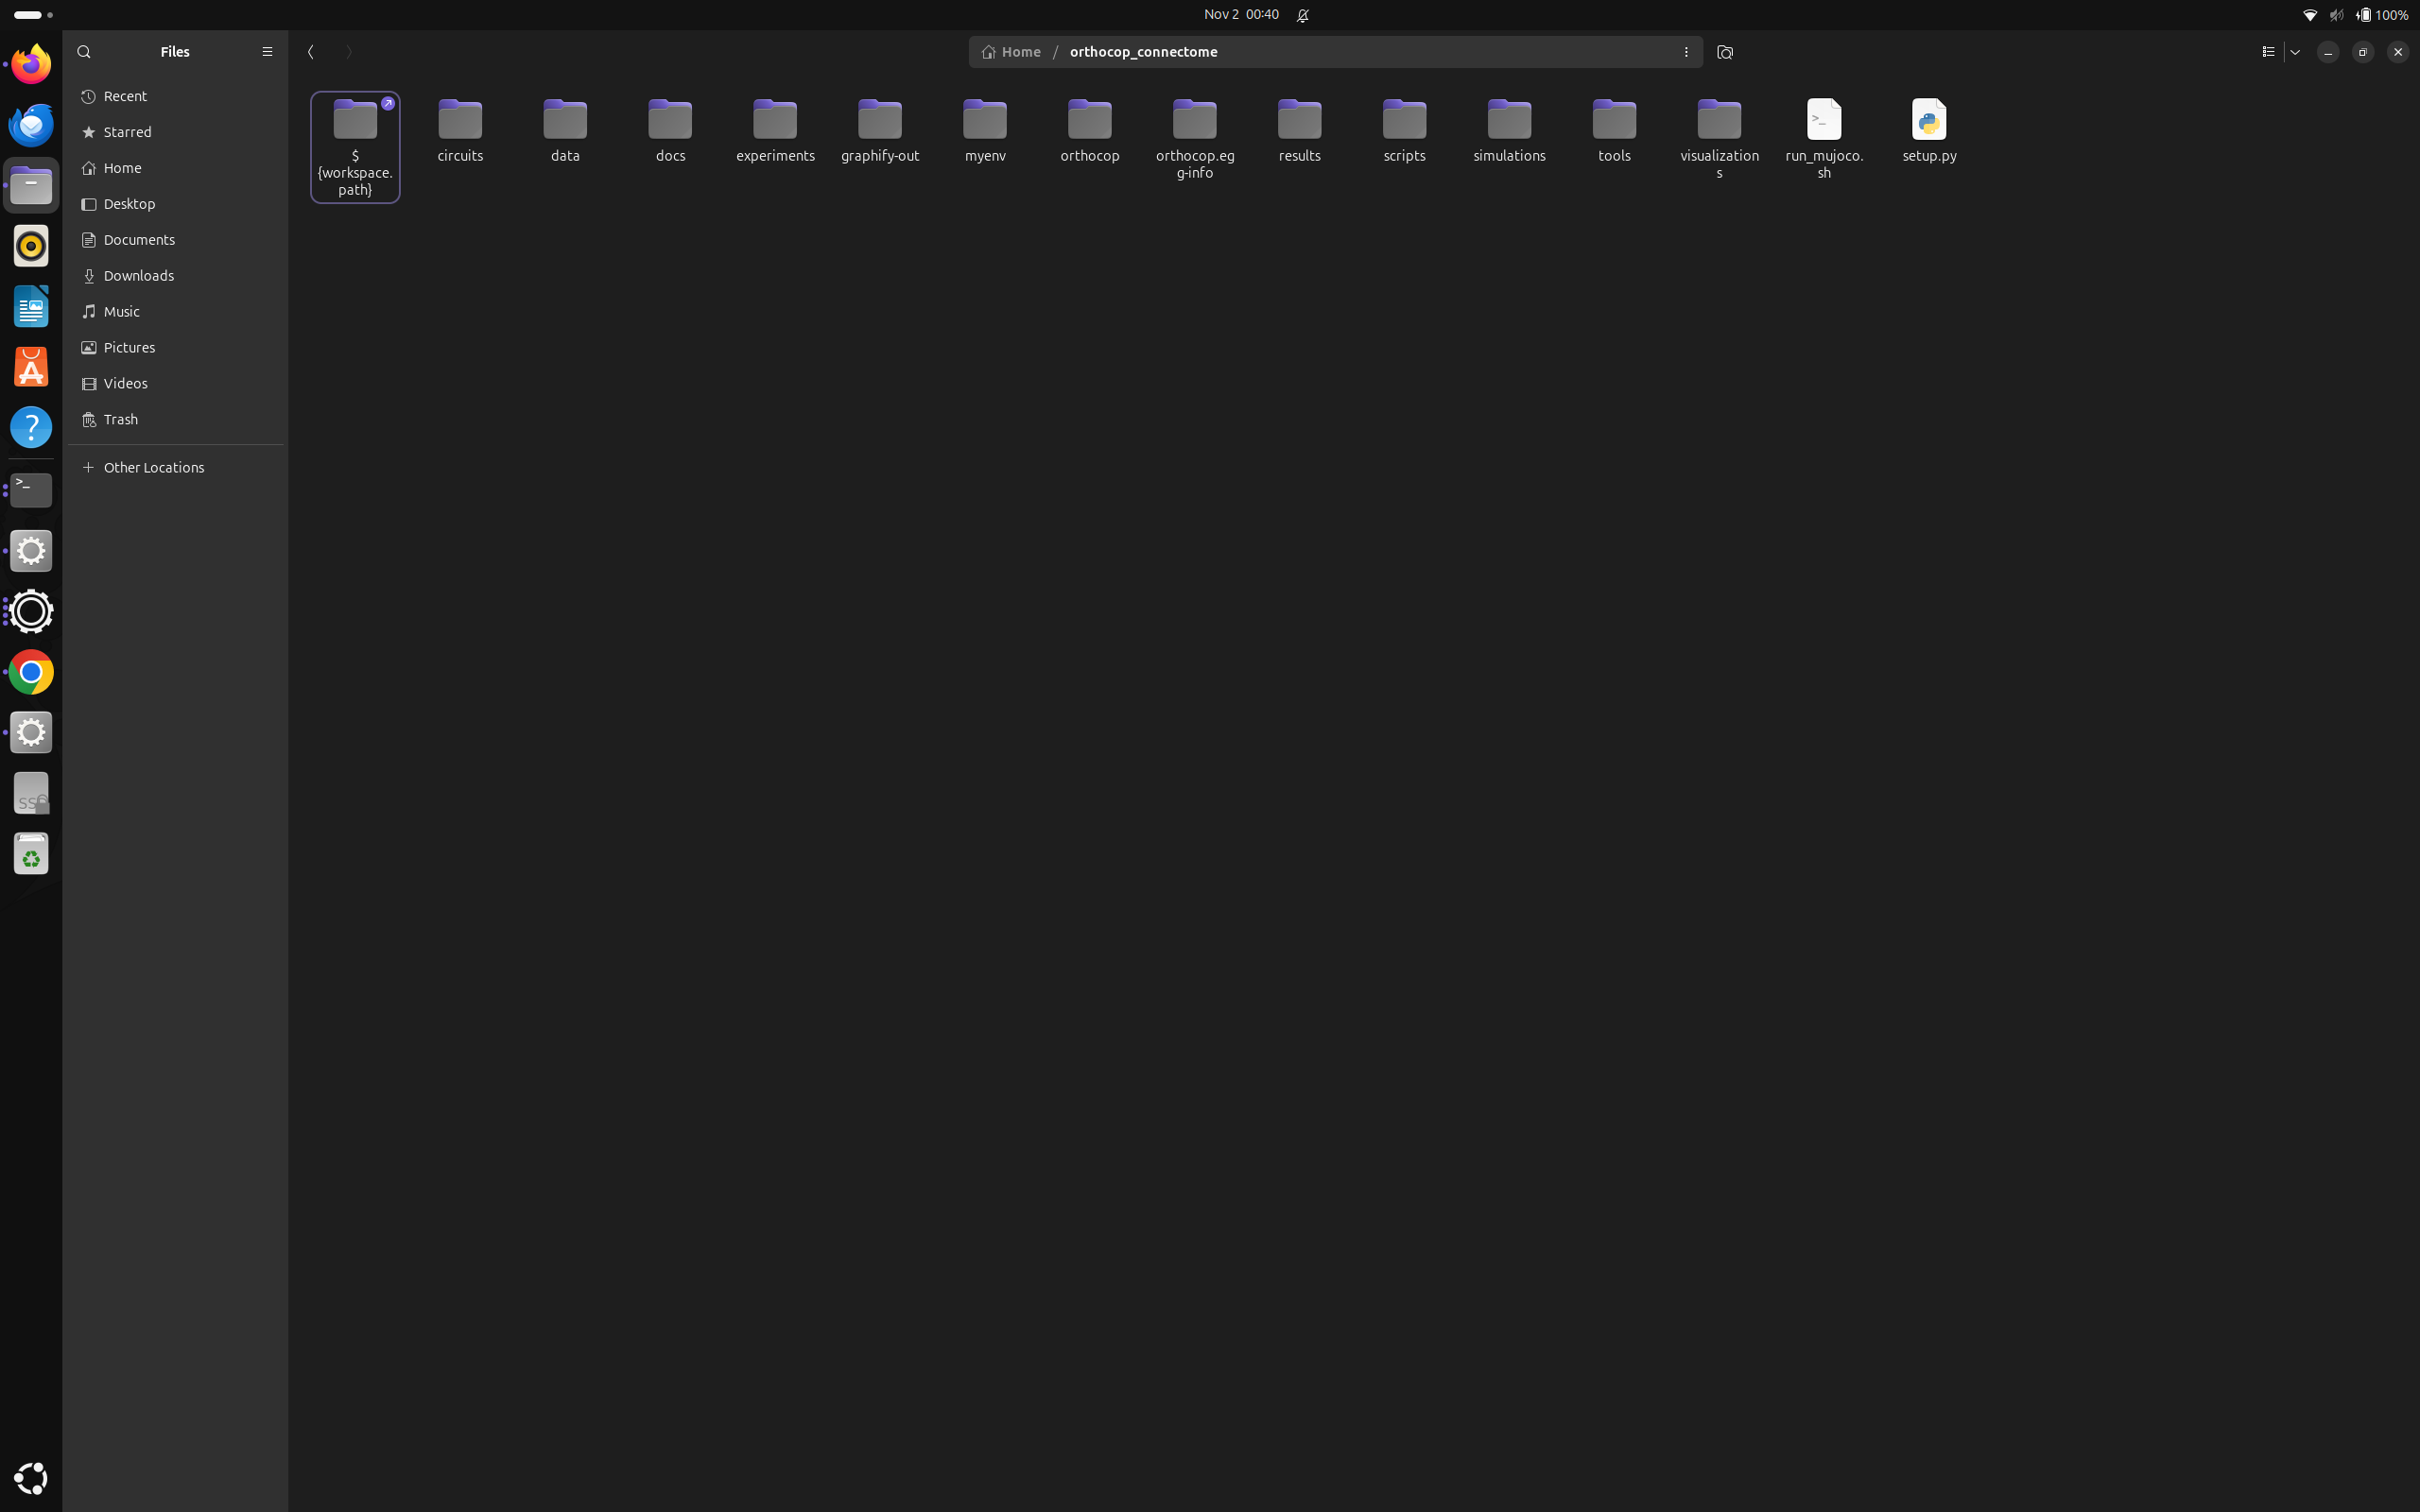 Nov 2 00:40
100%
Files
Home / orthocop_connectome
Recent
Starred
Home
Desktop
Documents
Downloads
Music
Pictures
Videos
Trash
Other Locations
$
{workspace.
path}
circuits
data
docs
experiments
graphify-out
myenv
orthocop
orthocop.eg
g-info
results
scripts
simulations
tools
visualization
s
run_mujoco.
sh
setup.py
>_
>_
?
SS